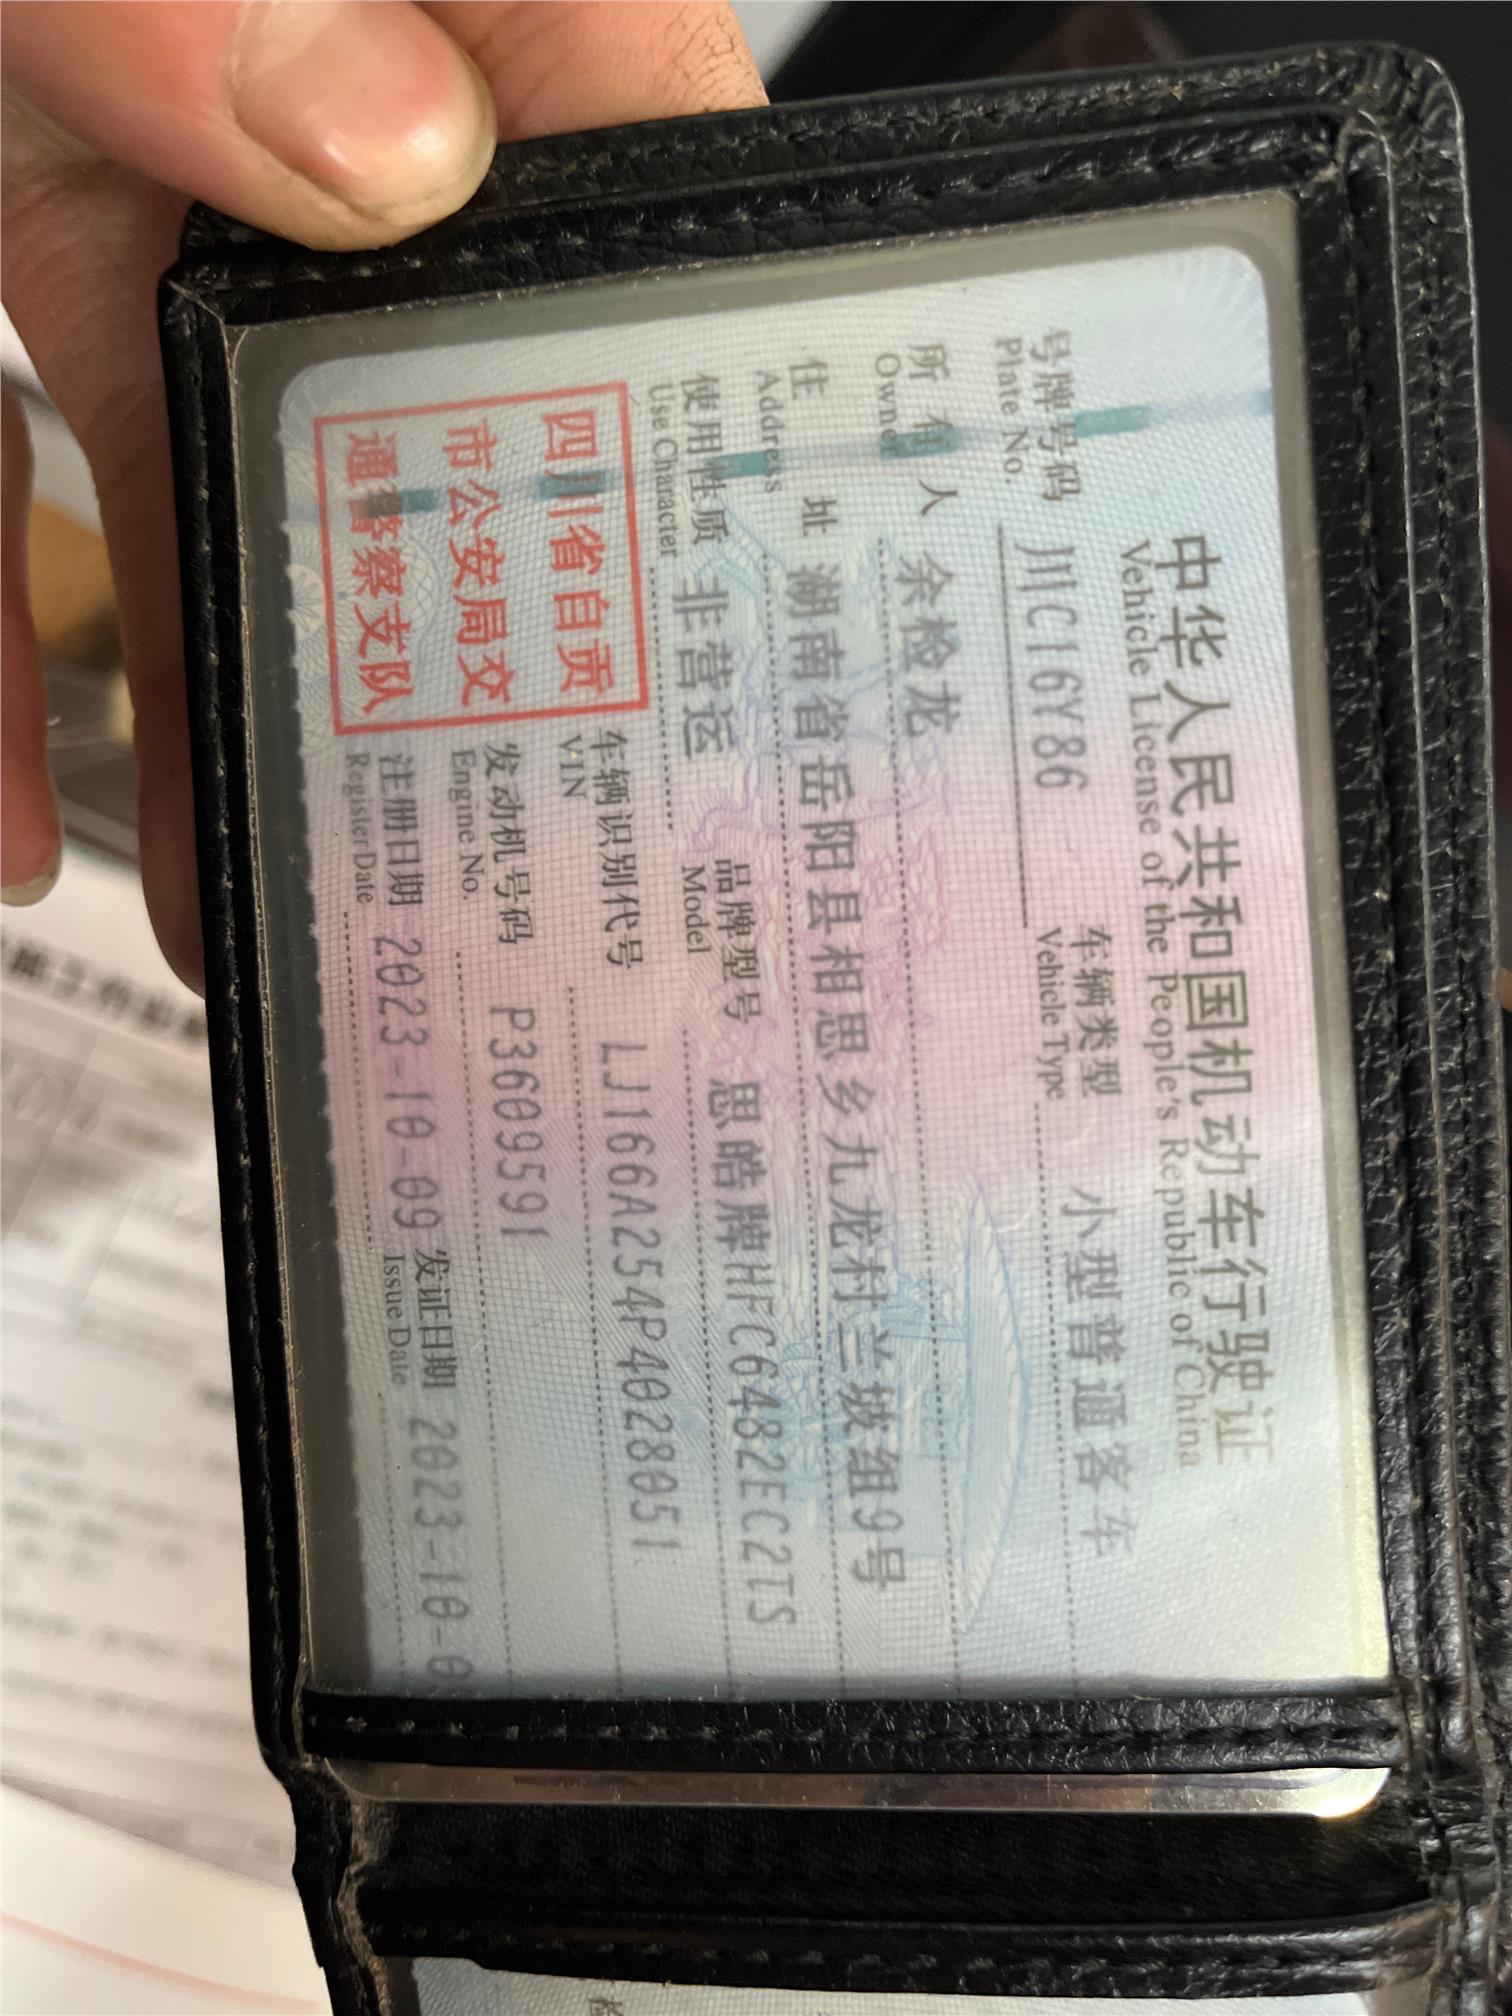 中华人民共和国机动车行驶证
Vehicle License of the People's Republic of China
号牌号码 川C16Y86 车辆类型 小型普通客车
Plate No. Vehicle Type
所有人 余检龙
Owner
住址 湖南省岳阳县相思乡九龙村兰坡组9号
Address
使用性质 非营运 品牌型号 思皓牌HFC6482EC2TS
Use Character Model
四川省自贡
市公安局交
通警察支队
车辆识别代号 LJ166A254P4028051
VIN
发动机号码 P3609591
Engine No.
注册日期 2023-10-09 发证日期 2023-10-0
Register Date Issue Date